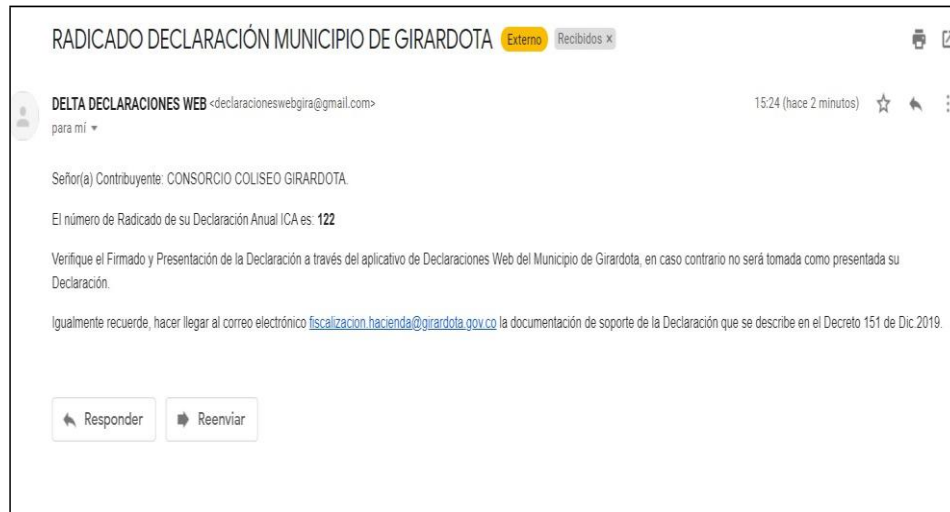 RADICADO DECLARACIÓN MUNICIPIO DE GIRARDOTA Externo Recibidos x
DELTA DECLARACIONES WEB <declaracioneswebgira@gmail.com> 15:24 (hace 2 minutos)
para mí
Señor(a) Contribuyente: CONSORCIO COLISEO GIRARDOTA.
El número de Radicado de su Declaración Anual ICA es: 122
Verifique el Firmado y Presentación de la Declaración a través del aplicativo de Declaraciones Web del Municipio de Girardota, en caso contrario no será tomada como presentada su
Declaración.
Igualmente recuerde, hacer llegar al correo electrónico fiscalizacion.hacienda@girardota.gov.co la documentación de soporte de la Declaración que se describe en el Decreto 151 de Dic.2019.
Responder Reenviar